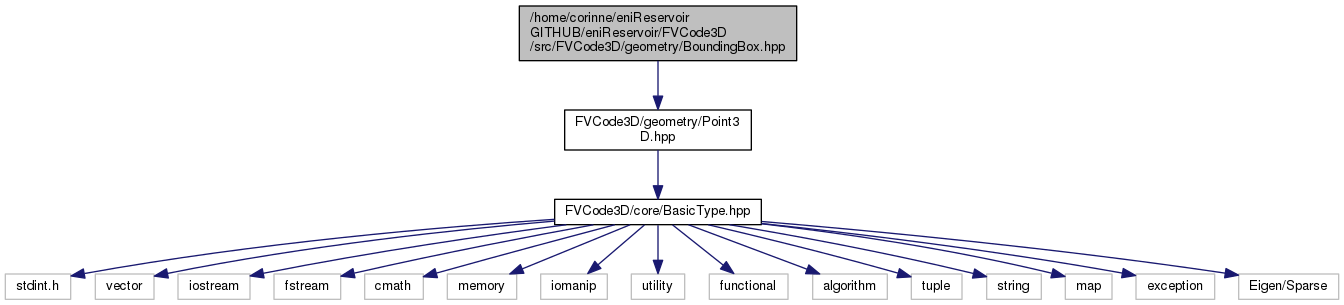 /home/corinne/eniReservoir
GITHUB/eniReservoir/FVCode3D
/src/FVCode3D/geometry/BoundingBox.hpp
FVCode3D/geometry/Point3
D.hpp
FVCode3D/core/BasicType.hpp
stdint.h
vector
iostream
fstream
cmath
memory
iomanip
utility
functional
algorithm
tuple
string
map
exception
Eigen/Sparse